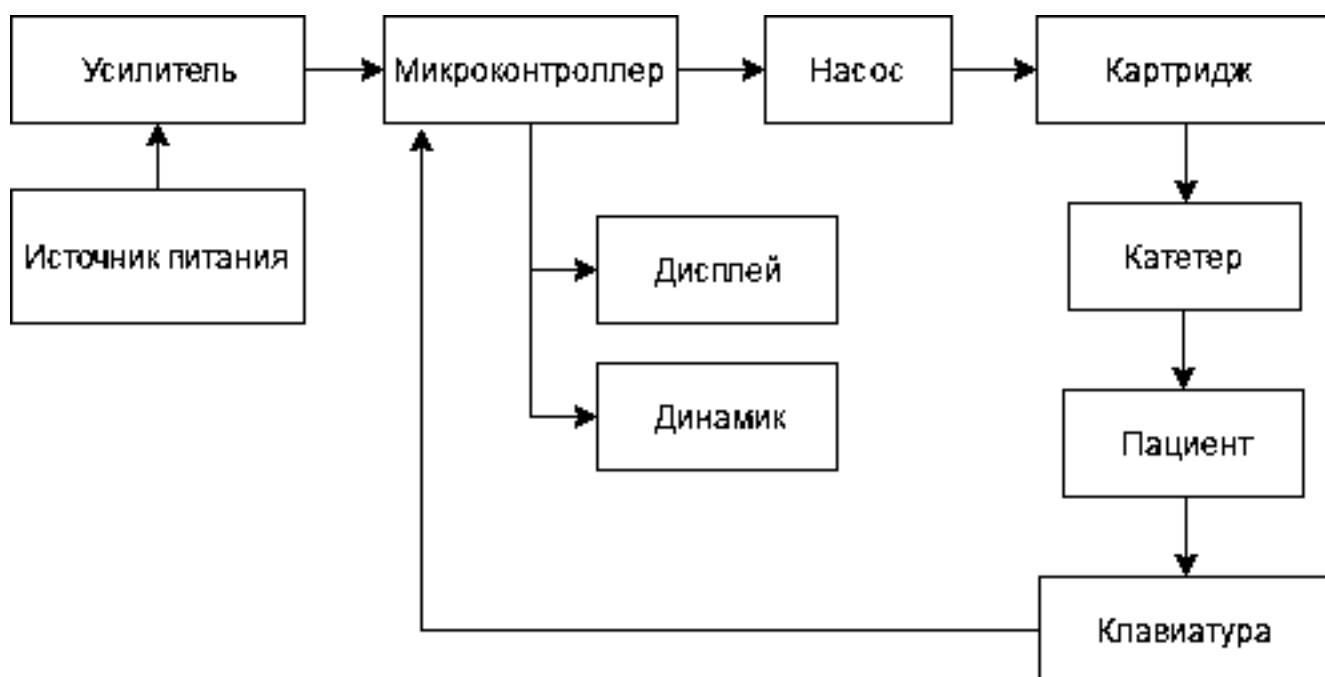 Усилитель
Микроконтроллер
Насос
Картридж
Источник питания
Дисплей
Катетер
Динамик
Пациент
Клавиатура